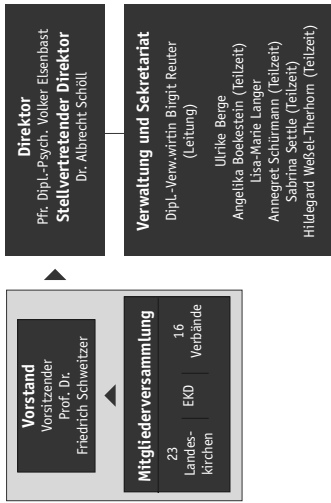 Vorstand
Vorsitzender
Prof. Dr.
Friedrich Schweitzer
Mitgliederversammlung
23
Landes-
kirchen
EKD
16
Verbände
Direktor
Pfr. Dipl.-Psych. Volker Elsenbast
Stellvertretender Direktor
Dr. Albrecht Schöll
Verwaltung und Sekretariat
Dipl.-Verw.wirtin Birgit Reuter
(Leitung)
Ulrike Berge
Angelika Boekestein (Teilzeit)
Lisa-Marie Langer
Annegret Schürmann (Teilzeit)
Sabrina Settle (Teilzeit)
Hildegard Weßel-Therhorn (Teilzeit)